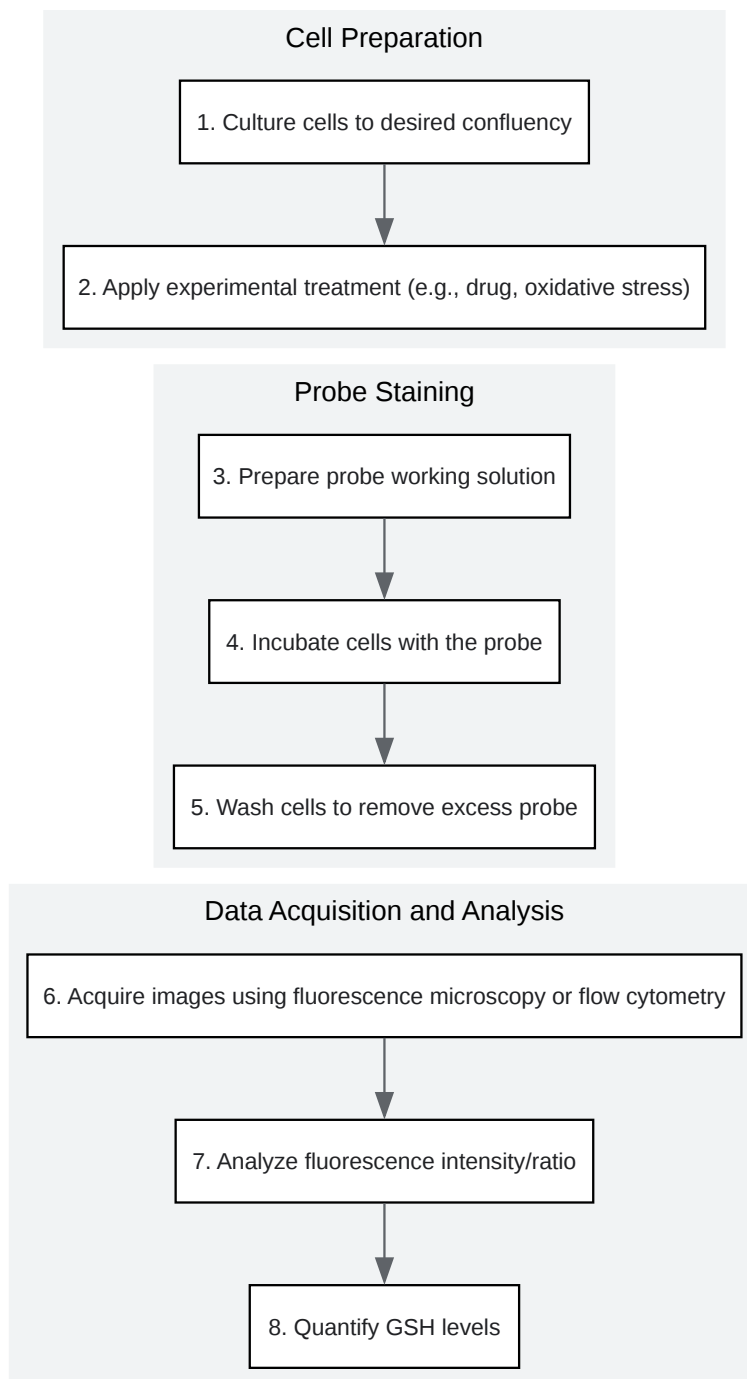 Cell Preparation
1. Culture cells to desired confluency
2. Apply experimental treatment (e.g., drug, oxidative stress)
Probe Staining
3. Prepare probe working solution
4. Incubate cells with the probe
5. Wash cells to remove excess probe
Data Acquisition and Analysis
6. Acquire images using fluorescence microscopy or flow cytometry
7. Analyze fluorescence intensity/ratio
8. Quantify GSH levels